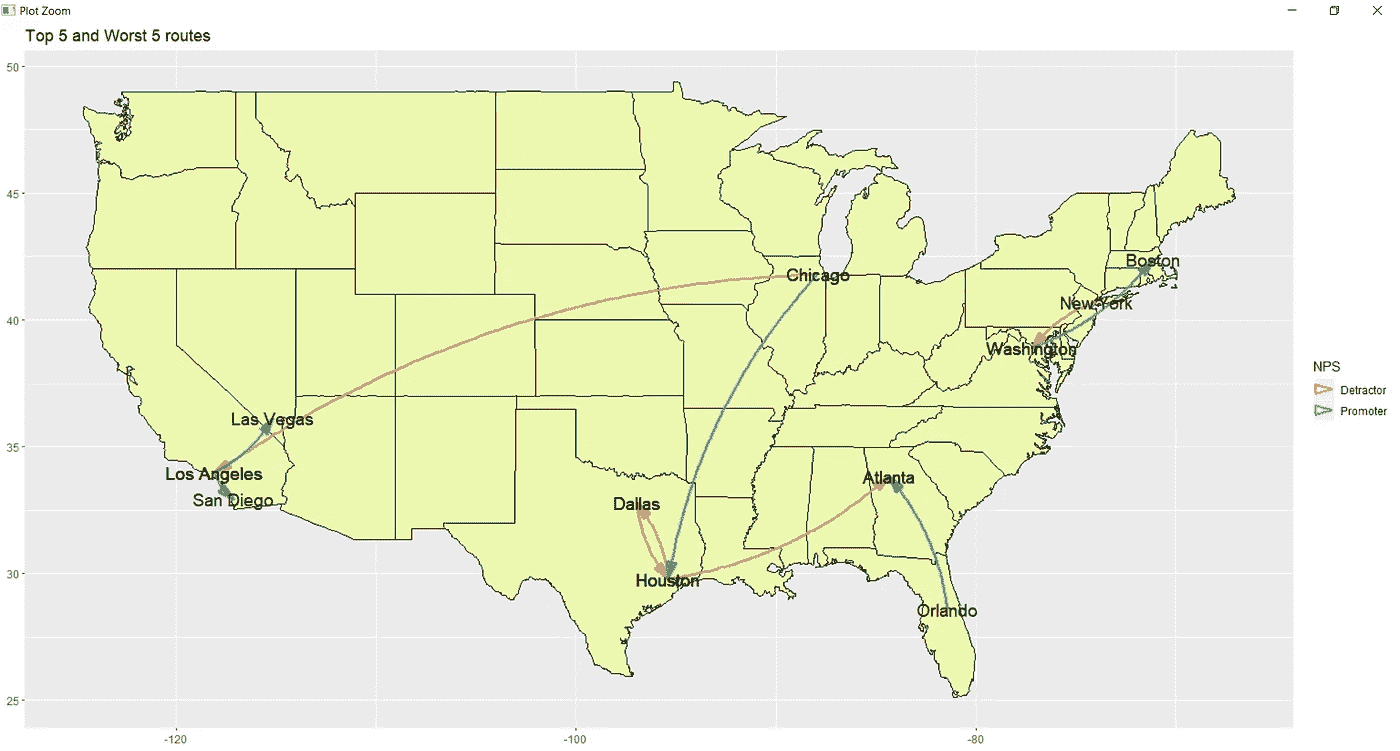 Plot Zoom
Top 5 and Worst 5 routes
50
45
40
35
30
25
-120
-100
-80
Chicago
Boston
New York
Washington
Las Vegas
Los Angeles
San Diego
Dallas
Atlanta
Houston
Orlando
NPS
Detractor
Promoter